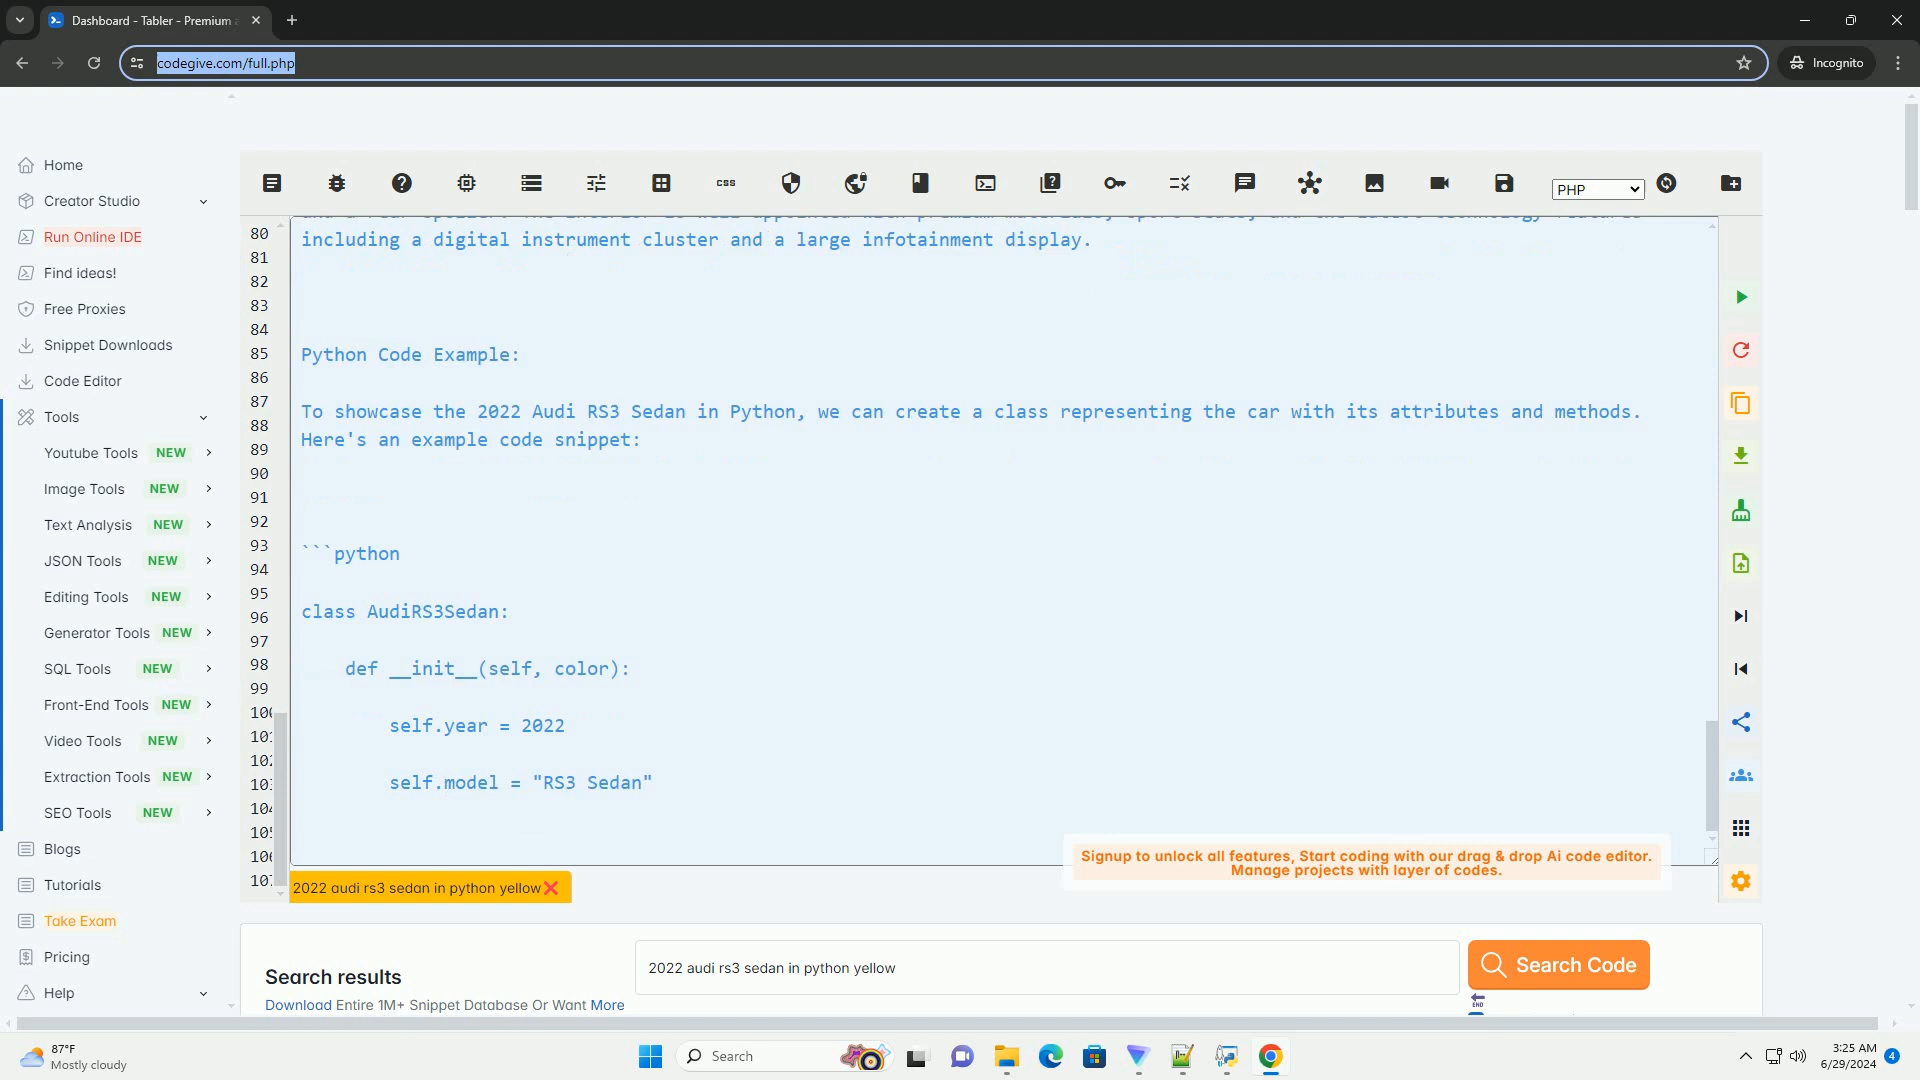 Dashboard - Tabler - Premium
codegive.com/full.php
Incognito
Home
Creator Studio
Run Online IDE
Find ideas!
Free Proxies
Snippet Downloads
Code Editor
Tools
Youtube Tools NEW
Image Tools NEW
Text Analysis NEW
JSON Tools NEW
Editing Tools NEW
Generator Tools NEW
SQL Tools NEW
Front-End Tools NEW
Video Tools NEW
Extraction Tools NEW
SEO Tools NEW
Blogs
Tutorials
Take Exam
Pricing
Help
css
PHP
80
81
82
83
84
85
86
87
88
89
90
91
92
93
94
95
96
97
98
99
including a digital instrument cluster and a large infotainment display.
Python Code Example:
To showcase the 2022 Audi RS3 Sedan in Python, we can create a class representing the car with its attributes and methods.
Here's an example code snippet:
```python
class AudiRS3Sedan:
def __init__(self, color):
self.year = 2022
self.model = "RS3 Sedan"
Signup to unlock all features, Start coding with our drag & drop Ai code editor.
Manage projects with layer of codes.
2022 audi rs3 sedan in python yellow
Search results
Download Entire 1M+ Snippet Database Or Want More
2022 audi rs3 sedan in python yellow
Search Code
END
87°F
Mostly cloudy
Search
3:25 AM
6/29/2024
4